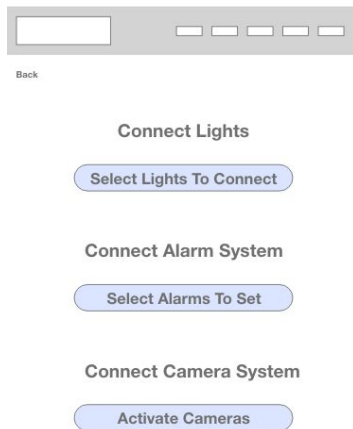 Back
Connect Lights
Select Lights To Connect
Connect Alarm System
Select Alarms To Set
Connect Camera System
Activate Cameras